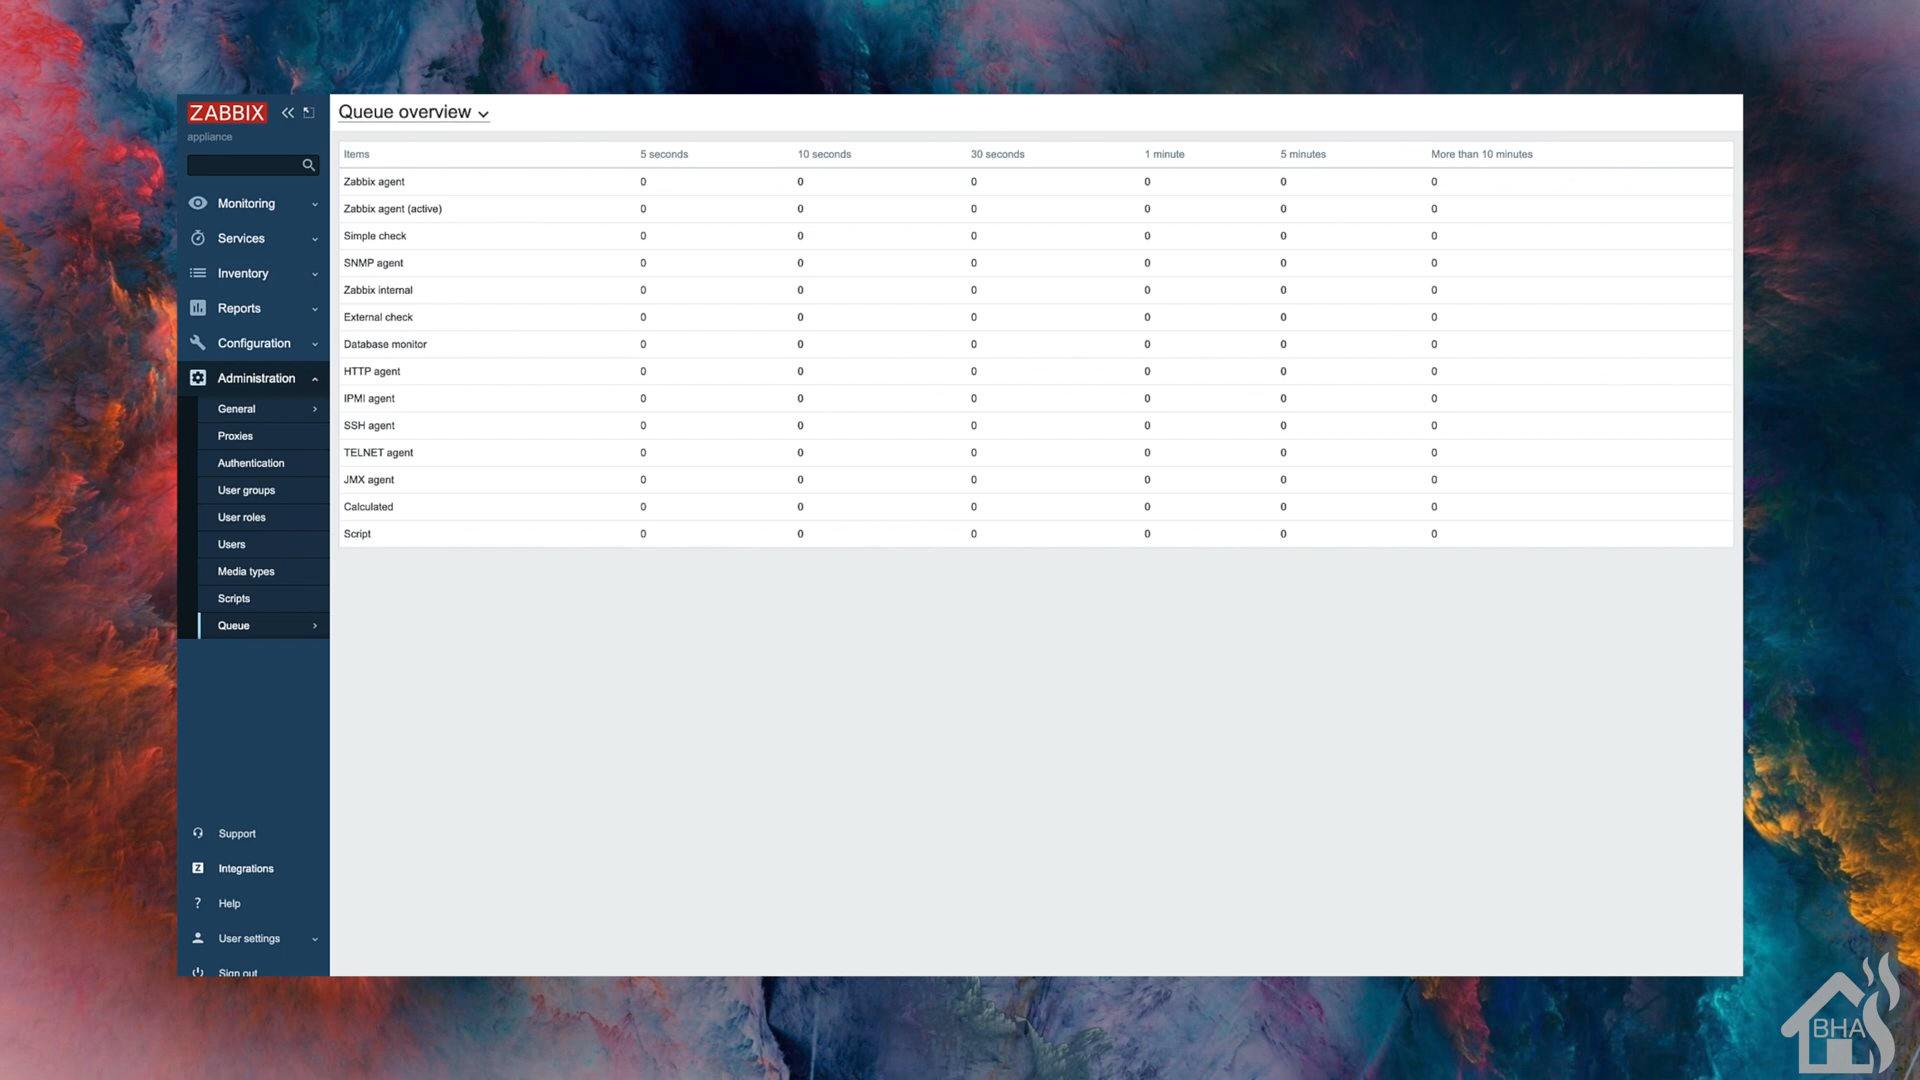 ZABBIX
appliance
Monitoring
Services
Inventory
Reports
Configuration
Administration
General
Proxies
Authentication
User groups
User roles
Users
Media types
Scripts
Queue
Support
Integrations
? Help
User settings
Sign out
Queue overview
Items 5 seconds 10 seconds 30 seconds 1 minute 5 minutes More than 10 minutes
Zabbix agent 0 0 0 0 0 0
Zabbix agent (active) 0 0 0 0 0 0
Simple check 0 0 0 0 0 0
SNMP agent 0 0 0 0 0 0
Zabbix internal 0 0 0 0 0 0
External check 0 0 0 0 0 0
Database monitor 0 0 0 0 0 0
HTTP agent 0 0 0 0 0 0
IPMI agent 0 0 0 0 0 0
SSH agent 0 0 0 0 0 0
TELNET agent 0 0 0 0 0 0
JMX agent 0 0 0 0 0 0
Calculated 0 0 0 0 0 0
Script 0 0 0 0 0 0
BHA